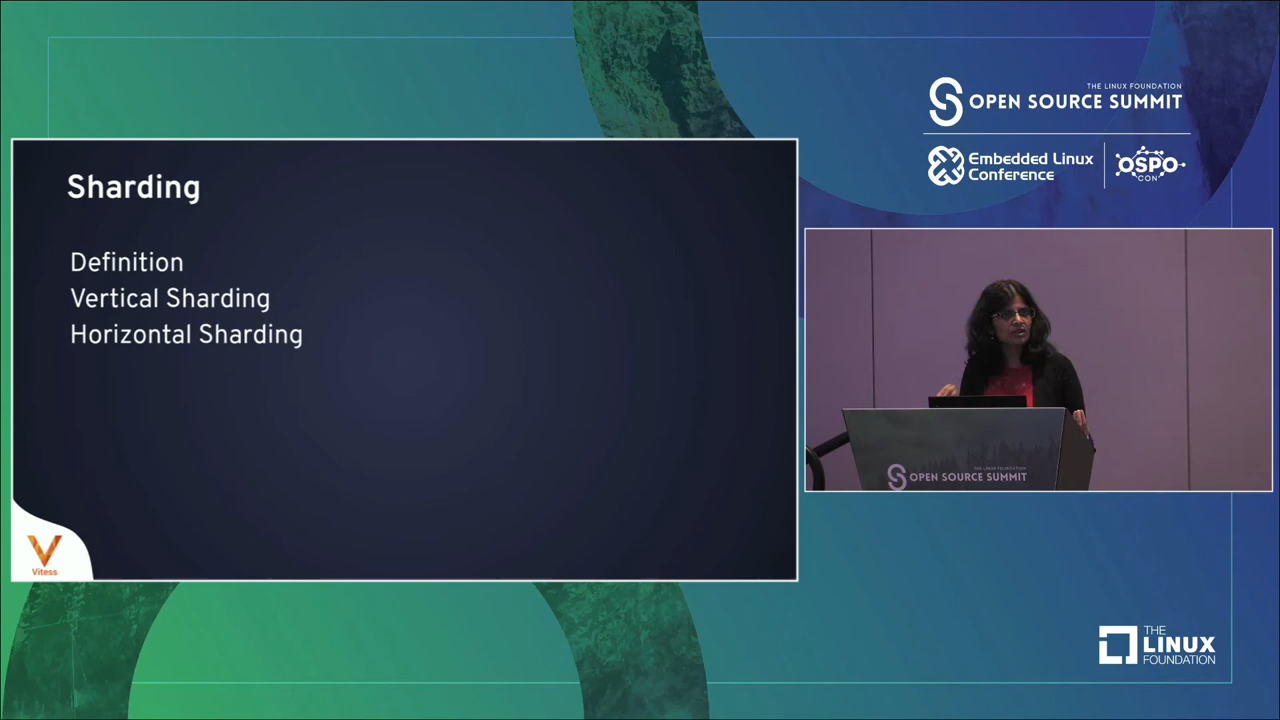 THE LINUX FOUNDATION
OPEN SOURCE SUMMIT
Embedded Linux
Conference
OSPO
CON
Sharding
Definition
Vertical Sharding
Horizontal Sharding
Vitess
THE LINUX FOUNDATION
OPEN SOURCE SUMMIT
THE
LINUX
FOUNDATION